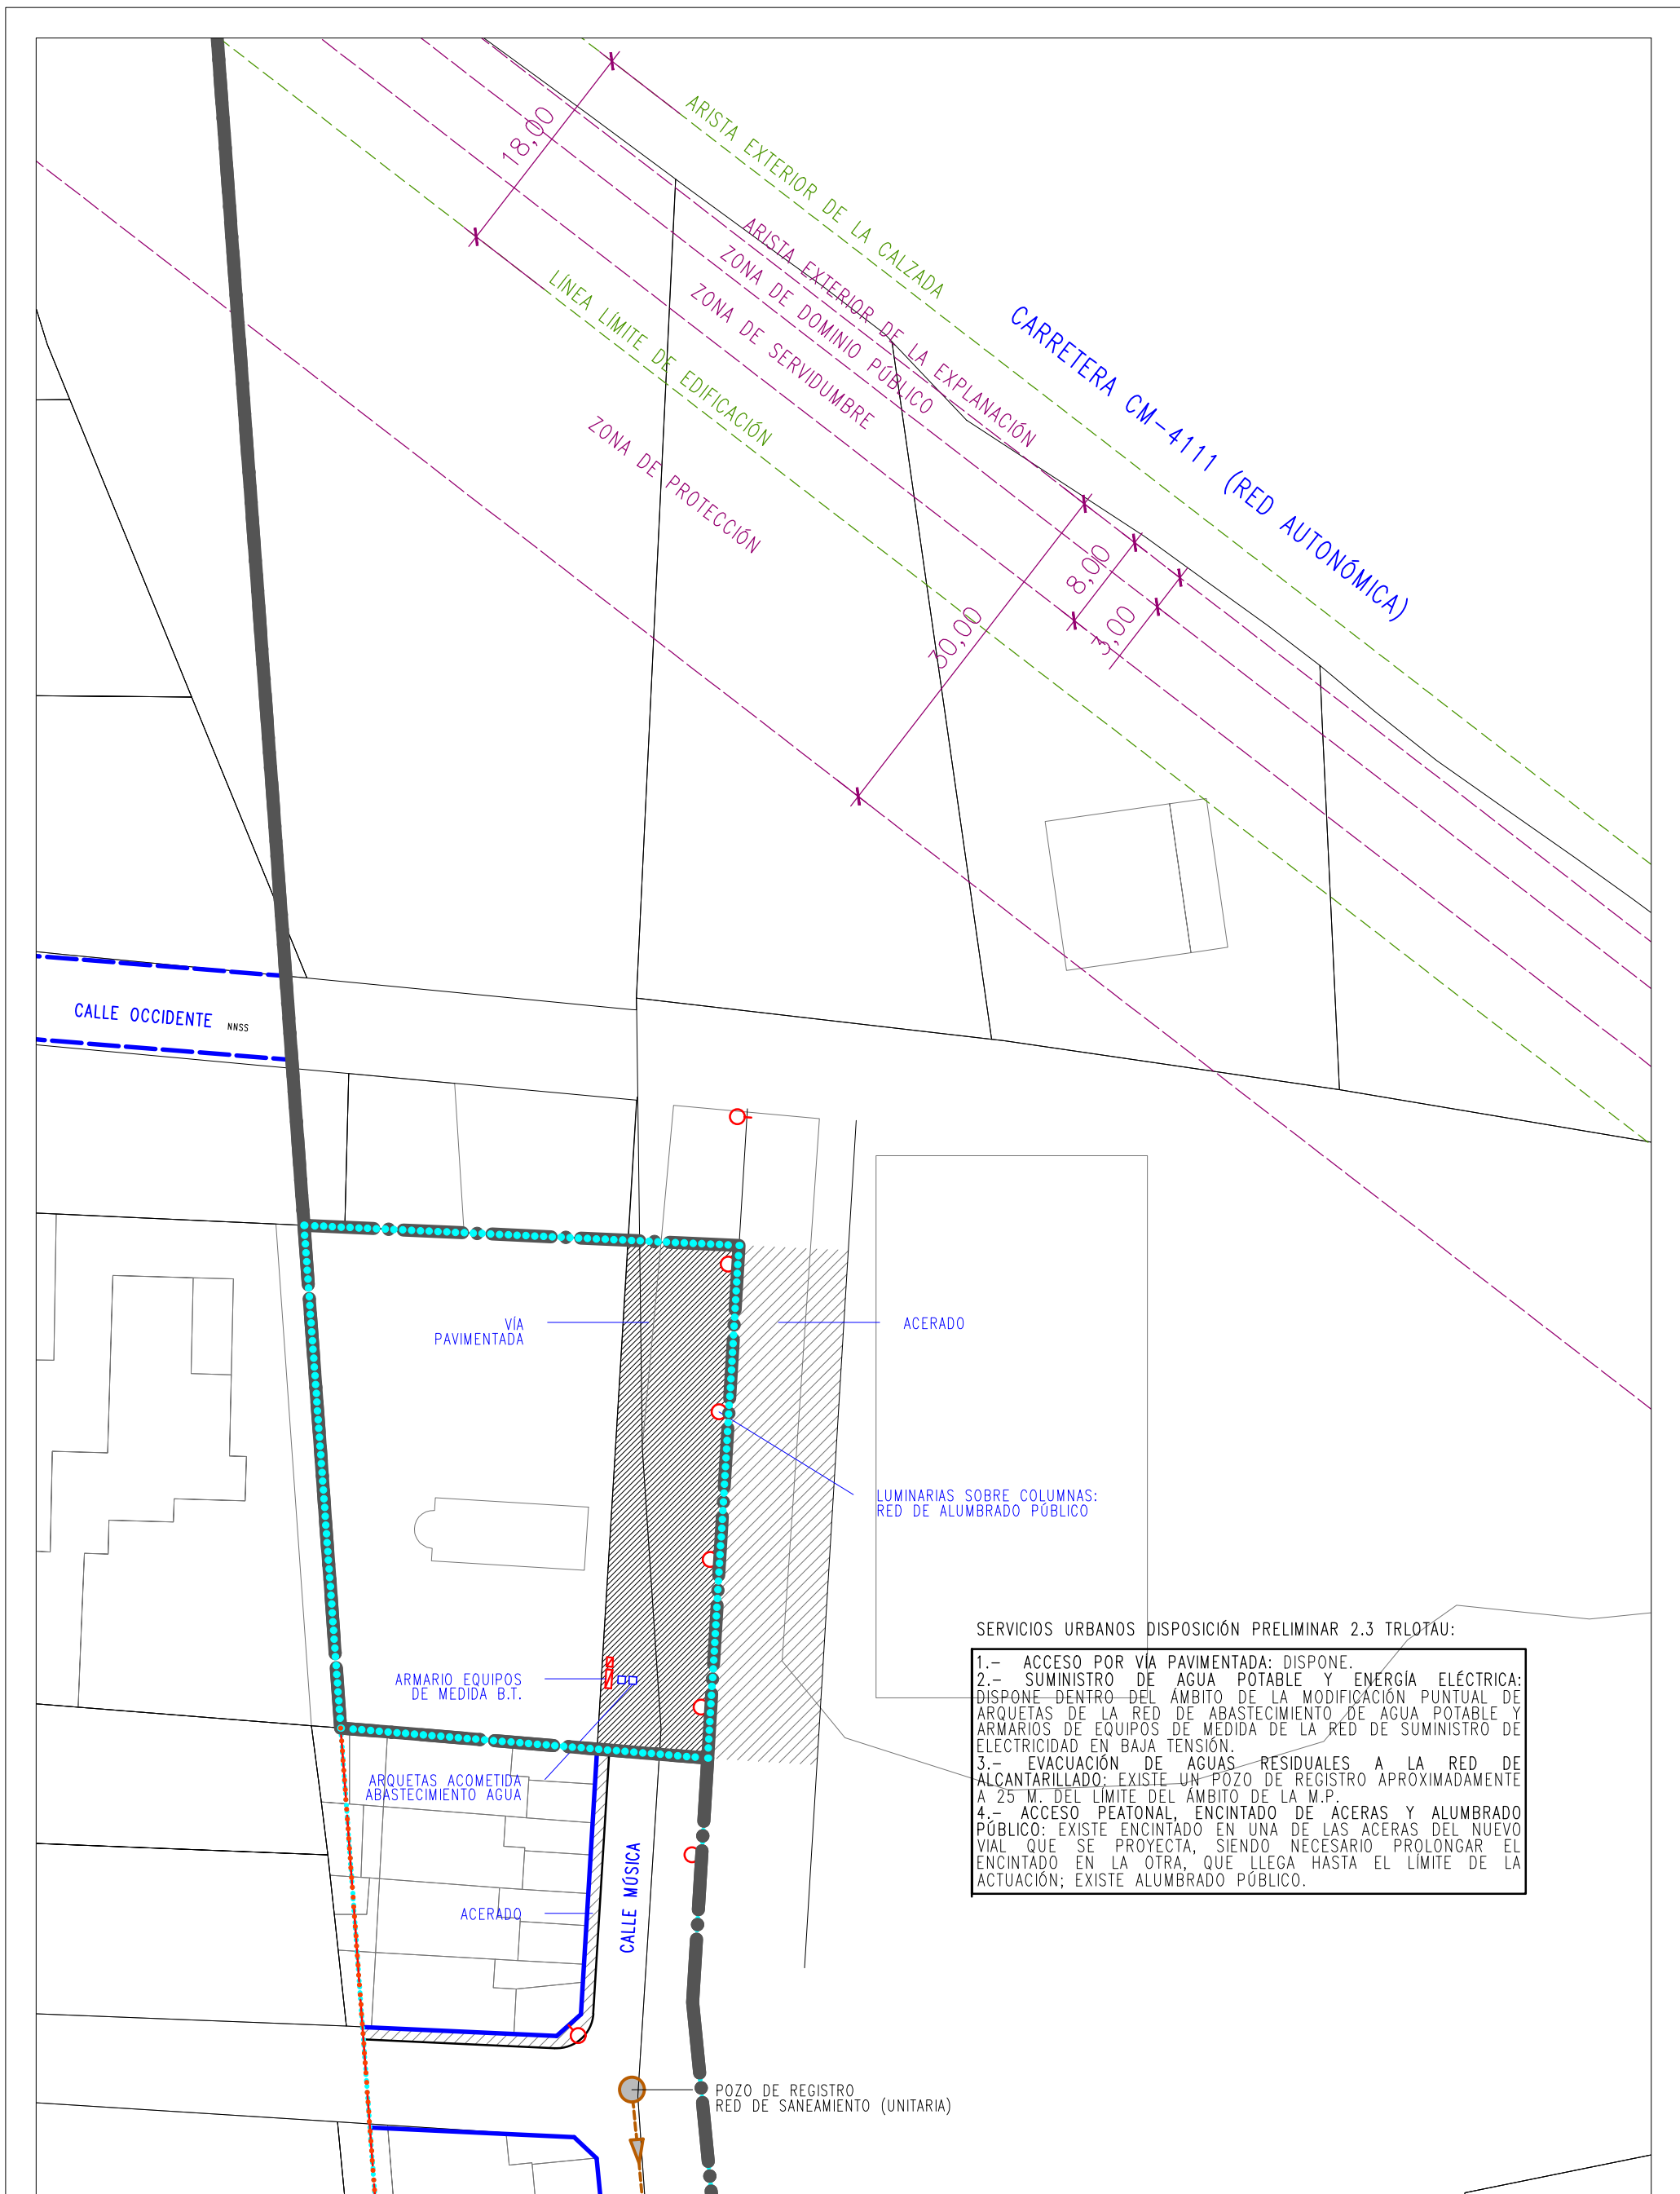 18,00
ARISTA EXTERIOR DE LA CALZADA
ARISTA EXTERIOR DE LA EXPLANACIÓN
ZONA DE DOMINIO PÚBLICO
ZONA DE SERVIDUMBRE
LÍNEA LÍMITE DE EDIFICACIÓN
ZONA DE PROTECCIÓN
CARRETERA CM-4111 (RED AUTONÓMICA)
8,00
3,00
30,00
CALLE OCCIDENTE NNSS
VÍA
PAVIMENTADA
ACERADO
LUMINARIAS SOBRE COLUMNAS:
RED DE ALUMBRADO PÚBLICO
SERVICIOS URBANOS DISPOSICIÓN PRELIMINAR 2.3 TRLOTAU:
1.- ACCESO POR VÍA PAVIMENTADA: DISPONE.
2.- SUMINISTRO DE AGUA POTABLE Y ENERGÍA ELÉCTRICA:
DISPONE DENTRO DEL ÁMBITO DE LA MODIFICACIÓN PUNTUAL DE
ARQUETAS DE LA RED DE ABASTECIMIENTO DE AGUA POTABLE Y
ARMARIOS DE EQUIPOS DE MEDIDA DE LA RED DE SUMINISTRO DE
ELECTRICIDAD EN BAJA TENSIÓN.
3.- EVACUACIÓN DE AGUAS RESIDUALES A LA RED DE
ALCANTARILLADO: EXISTE UN POZO DE REGISTRO APROXIMADAMENTE
A 25 M. DEL LÍMITE DEL ÁMBITO DE LA M.P.
4.- ACCESO PEATONAL, ENCINTADO DE ACERAS Y ALUMBRADO
PÚBLICO: EXISTE ENCINTADO EN UNA DE LAS ACERAS DEL NUEVO
VIAL QUE SE PROYECTA, SIENDO NECESARIO PROLONGAR EL
ENCINTADO EN LA OTRA, QUE LLEGA HASTA EL LÍMITE DE LA
ACTUACIÓN; EXISTE ALUMBRADO PÚBLICO.
ARMARIO EQUIPOS
DE MEDIDA B.T.
ARQUETAS ACOMETIDA
ABASTECIMIENTO AGUA
ACERADO
CALLE MÚSICA
POZO DE REGISTRO
RED DE SANEAMIENTO (UNITARIA)